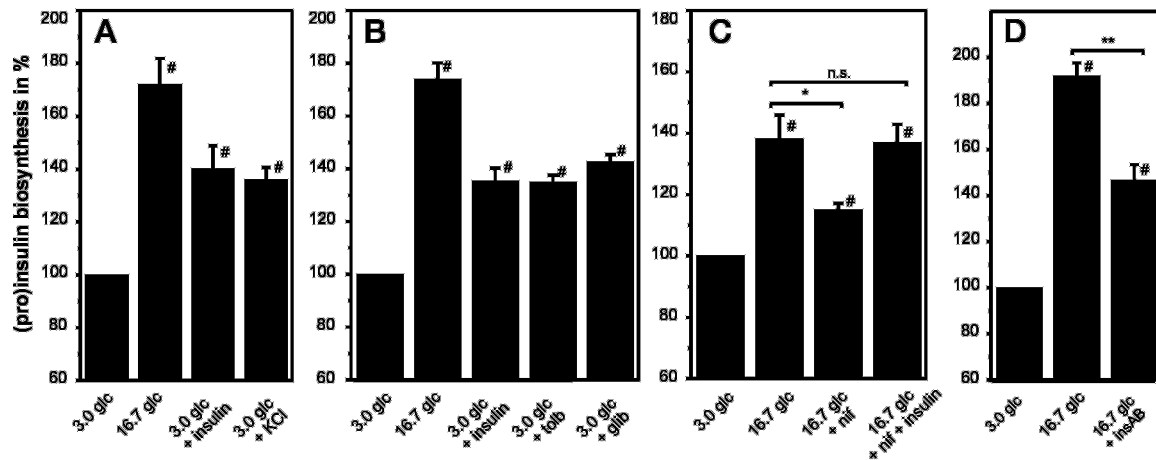 (pro)insulin biosynthesis in %
A
200
180
160
140
120
100
80
60
#
#
#
3.0 glc
16.7 glc
3.0 glc
+ insulin
3.0 glc
+ KCl
B
200
180
160
140
120
100
80
60
#
#
#
#
3.0 glc
16.7 glc
3.0 glc
+ insulin
3.0 glc
+ tolb
3.0 glc
+ glib
C
180
160
140
120
100
80
60
n.s.
*
#
#
#
3.0 glc
16.7 glc
16.7 glc
+ nif
16.7 glc
+ nif + insulin
D
200
180
160
140
120
100
80
60
**
#
#
3.0 glc
16.7 glc
16.7 glc
+ insAB